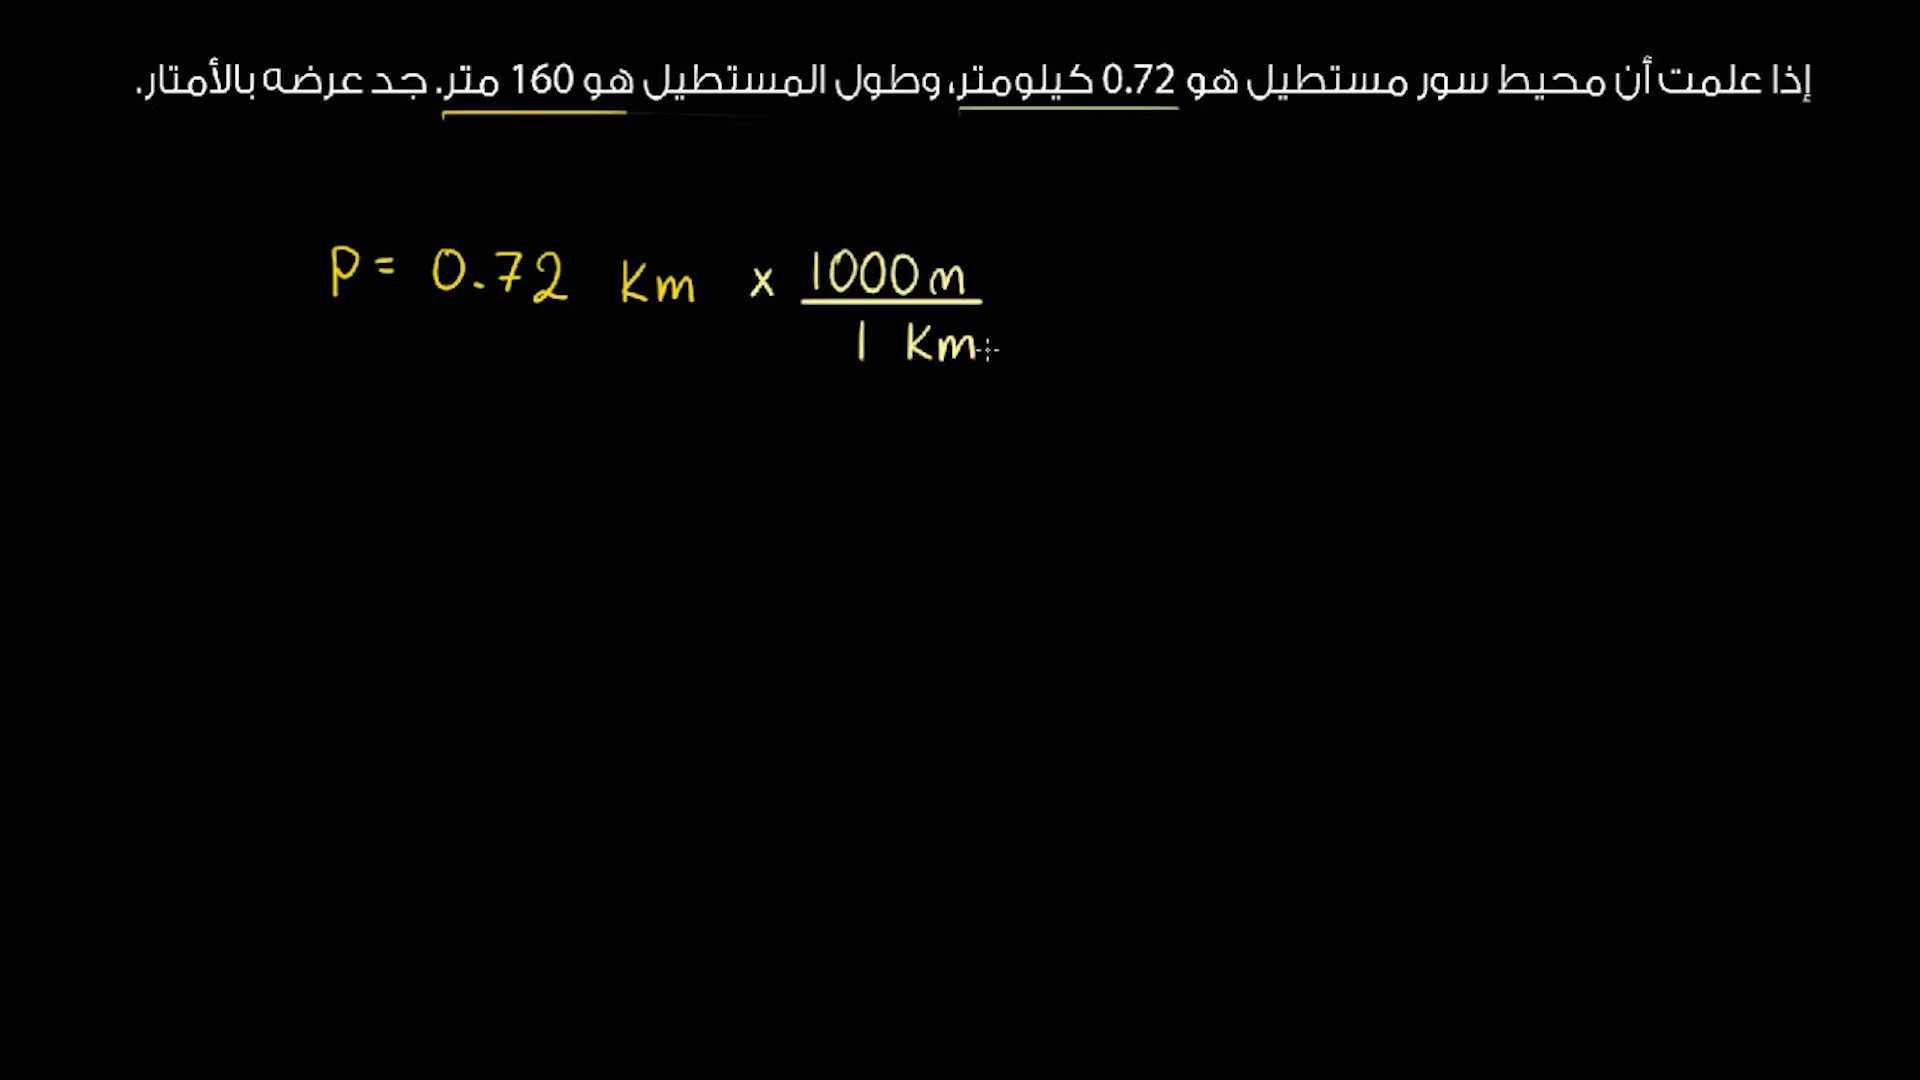 إذا علمت أن محيط سور مستطيل هو 0.72 كيلومتر، وطول المستطيل هو 160 متر. جد عرضه بالأمتار.
P = 0.72 Km x 1000 m
1 Km